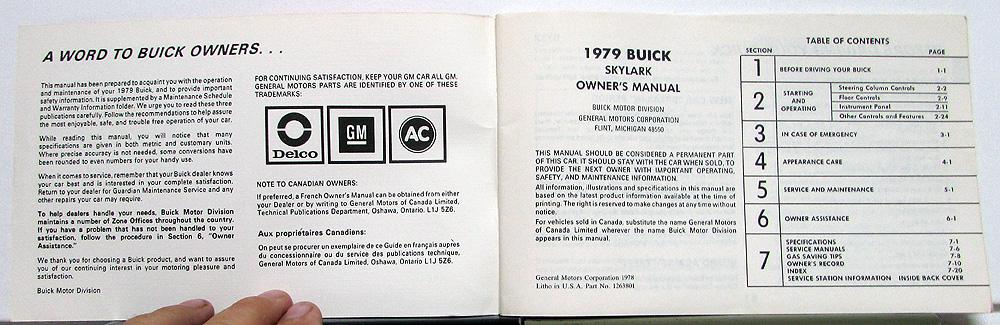 A WORD TO BUICK OWNERS. . .
This manual has been prepared to acquaint you with the operation
and maintenance of your 1979 Buick, and to provide important
safety information. It is supplemented by a Maintenance Schedule
and Warranty Information folder. We urge you to read these three
publications carefully. Follow the recommendations to help assure
the most enjoyable, safe, and trouble free operation of your car.
While reading this manual, you will notice that many
specifications are given in both metric and customary units.
Where precise accuracy is not needed, some conversions have
been rounded to even numbers for your handy use.
When it comes to service, remember that your Buick dealer knows
your car best and is interested in your complete satisfaction.
Return to your dealer for Guardian Maintenance Service and any
other repairs your car may require.
To help dealers handle your needs, Buick Motor Division
maintains a number of Zone Offices throughout the country.
If you have a problem that has not been handled to your
satisfaction, follow the procedure in Section 6, "Owner
Assistance."
We thank you for choosing a Buick product, and want to assure
you of our continuing interest in your motoring pleasure and
satisfaction.
Buick Motor Division
FOR CONTINUING SATISFACTION, KEEP YOUR GM CAR ALL GM.
GENERAL MOTORS PARTS ARE IDENTIFIED BY ONE OF THESE
TRADEMARKS:
Delco GM AC
NOTE TO CANADIAN OWNERS:
If preferred, a French Owner's Manual can be obtained from either
your Dealer or by writing to General Motors of Canada Limited,
Technical Publications Department, Oshawa, Ontario. L1J 5Z6.
Aux propriétaires Canadiens:
On peut se procurer un exemplaire de ce Guide en français auprès
du concessionnaire ou du service des publications technique,
General Motors of Canada Limited, Oshawa, Ontario L1J 5Z6.
1979 BUICK
SKYLARK
OWNER'S MANUAL
BUICK MOTOR DIVISION
GENERAL MOTORS CORPORATION
FLINT, MICHIGAN 48550
THIS MANUAL SHOULD BE CONSIDERED A PERMANENT PART
OF THIS CAR. IT SHOULD STAY WITH THE CAR WHEN SOLD, TO
PROVIDE THE NEXT OWNER WITH IMPORTANT OPERATING,
SAFETY, AND MAINTENANCE INFORMATION.
All information, illustrations and specifications in this manual are
based on the latest product information available at the time of
printing. The right is reserved to make changes at any time without
notice.
For vehicles sold in Canada, substitute the name General Motors
of Canada Limited wherever the name Buick Motor Division
appears in this manual.
General Motors Corporation 1978
Litho in U.S.A. Part No. 1263801
TABLE OF CONTENTS
SECTION PAGE
1 BEFORE DRIVING YOUR BUICK 1-1
2 STARTING AND OPERATING
Steering Column Controls 2-2
Floor Controls 2-9
Instrument Panel 2-11
Other Controls and Features 2-24
3 IN CASE OF EMERGENCY 3-1
4 APPEARANCE CARE 4-1
5 SERVICE AND MAINTENANCE 5-1
6 OWNER ASSISTANCE 6-1
7 SPECIFICATIONS 7-1
SERVICE MANUALS 7-6
GAS SAVING TIPS 7-8
OWNER'S RECORD 7-10
INDEX 7-20
SERVICE STATION INFORMATION INSIDE BACK COVER